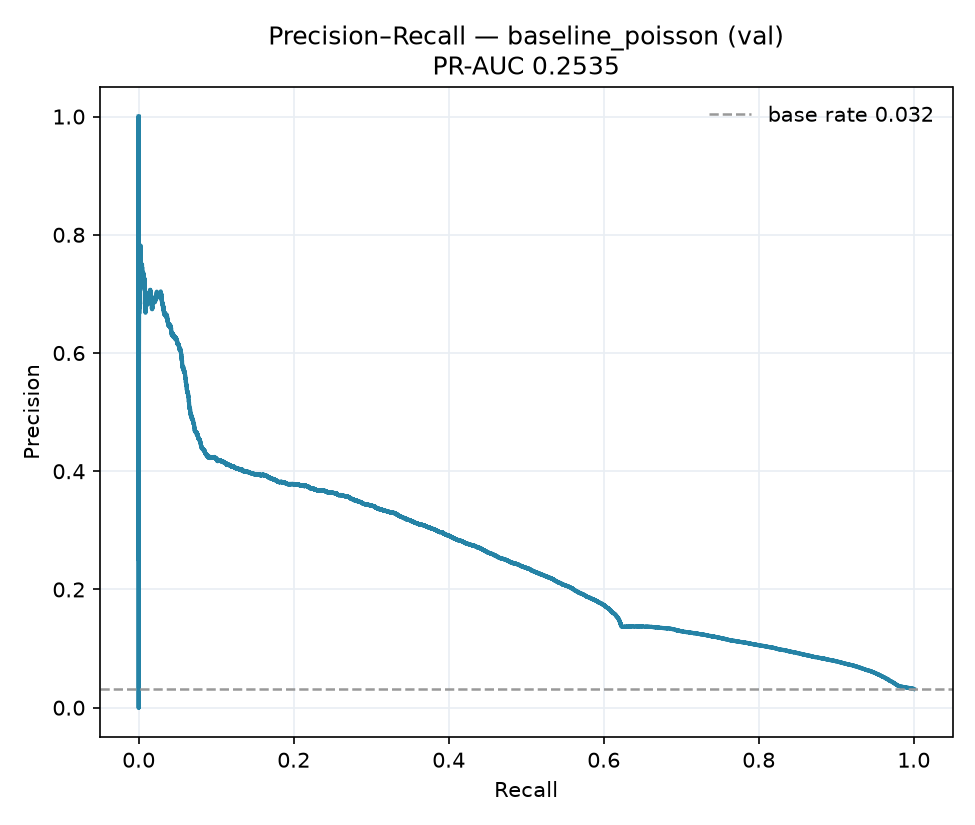 Precision–Recall — baseline_poisson (val)
PR-AUC 0.2535
base rate 0.032
1.0
0.8
0.6
0.4
0.2
0.0
Precision
0.0 0.2 0.4 0.6 0.8 1.0
Recall